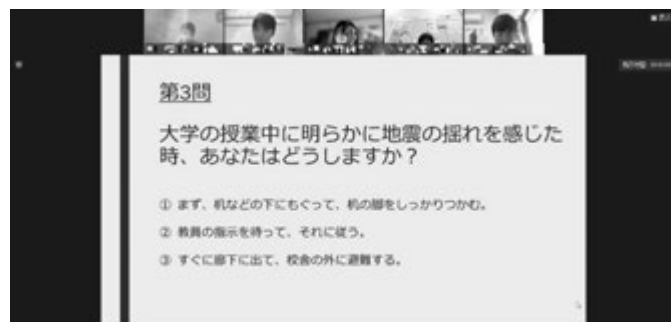 第3問
大学の授業中に明らかに地震の揺れを感じた
時、あなたはどうしますか？
① まず、机などの下にもぐって、机の脚をしっかりつかむ。
② 教員の指示を待って、それに従う。
③ すぐに廊下に出て、校舎の外に避難する。